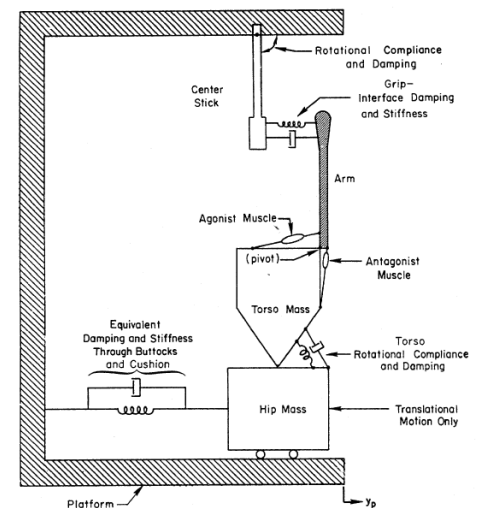 Rotational Compliance
and Damping
Grip-
Interface Damping
and Stiffness
Center
Stick
Arm
Agonist Muscle
(pivot)
Antagonist
Muscle
Torso Mass
Equivalent
Damping and Stiffness
Through Buttocks
and Cushion
Torso
Rotational Compliance
and Damping
Hip Mass
Translational
Motion Only
Platform
yp